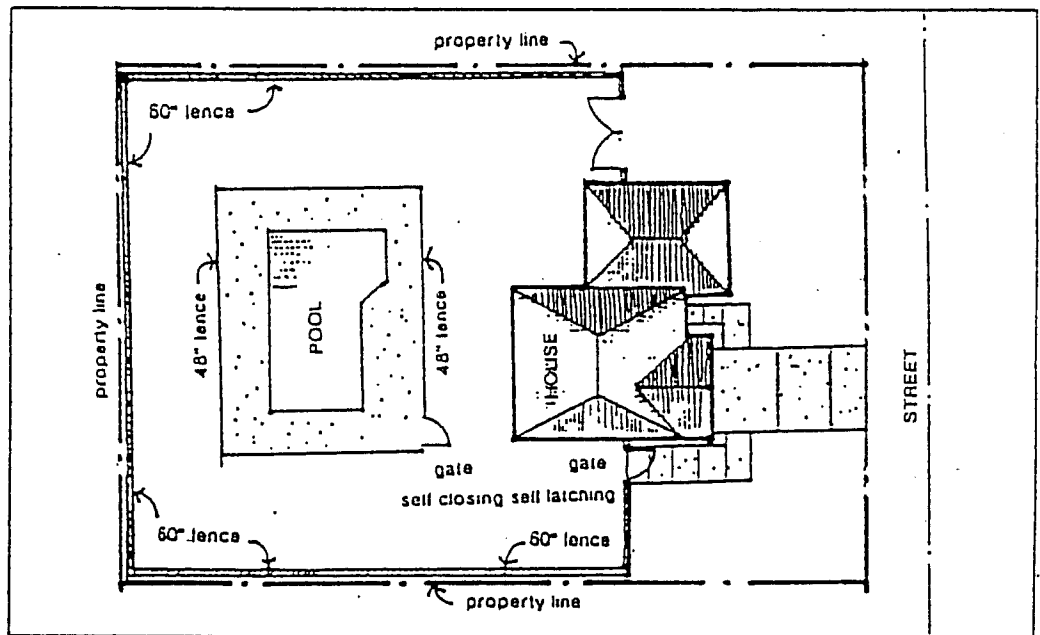 property line
60" fence
property line
48" fence
POOL
48" fence
HOUSE
STREET
gate
gate
self closing self latching
60" fence
60" fence
property line